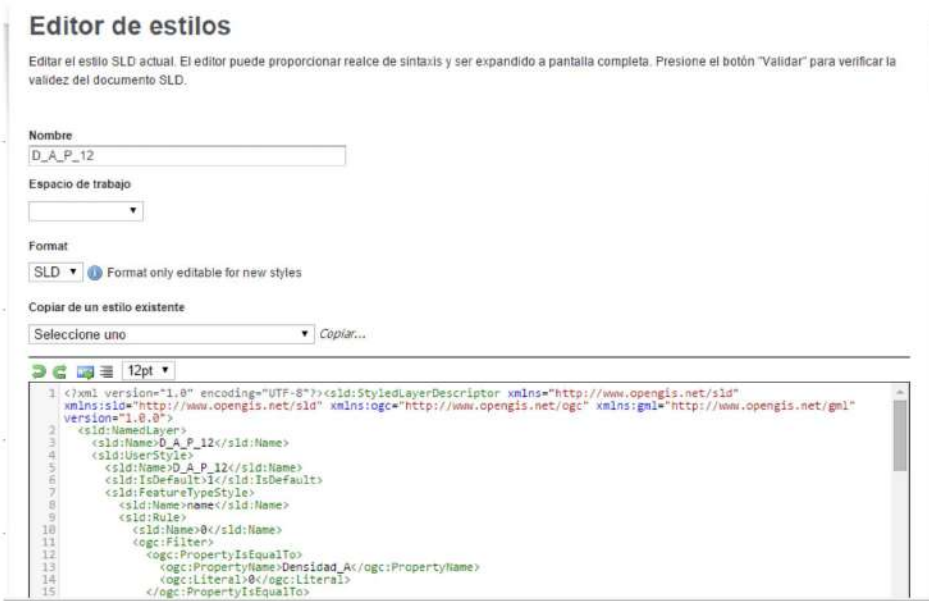 Editor de estilos
Editar el estilo SLD actual. El editor puede proporcionar realce de sintaxis y ser expandido a pantalla completa. Presione el botón "Validar" para verificar la
validez del documento SLD.
Nombre
D_A_P_12
Espacio de trabajo
Format
SLD Format only editable for new styles
Copiar de un estilo existente
Seleccione uno Copiar...
12pt
1 <?xml version="1.0" encoding="UTF-8"?><sld:StyledLayerDescriptor xmlns="http://www.opengis.net/sld"
xmlns:sld="http://www.opengis.net/sld" xmlns:ogc="http://www.opengis.net/ogc" xmlns:gml="http://www.opengis.net/gml"
version="1.0.0">
2 <sld:NamedLayer>
3 <sld:Name>D_A_P_12</sld:Name>
4 <sld:UserStyle>
5 <sld:Name>D_A_P_12</sld:Name>
6 <sld:IsDefault>1</sld:IsDefault>
7 <sld:FeatureTypeStyle>
8 <sld:Name>name</sld:Name>
9 <sld:Rule>
10 <sld:Name>0</sld:Name>
11 <ogc:Filter>
12 <ogc:PropertyIsEqualTo>
13 <ogc:PropertyName>Densidad_A</ogc:PropertyName>
14 <ogc:Literal>0</ogc:Literal>
15 </ogc:PropertyIsEqualTo>